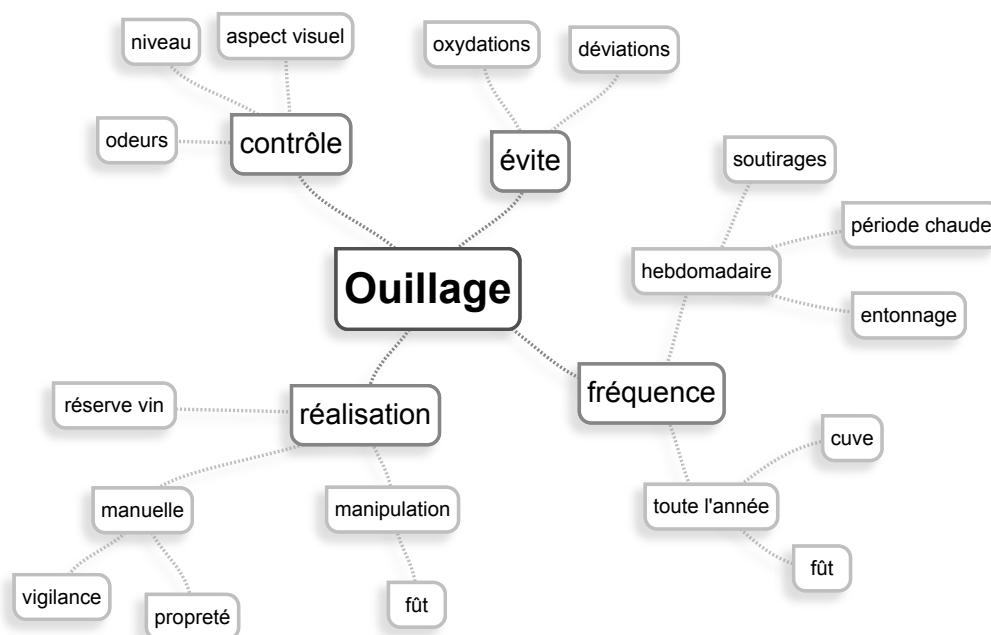 niveau
aspect visuel
odeurs
contrôle
oxydations
déviations
évite
soutirages
période chaude
hebdomadaire
entonnage
Ouillage
fréquence
réserve vin
réalisation
cuve
manuelle
manipulation
toute l'année
vigilance
propreté
fût
fût